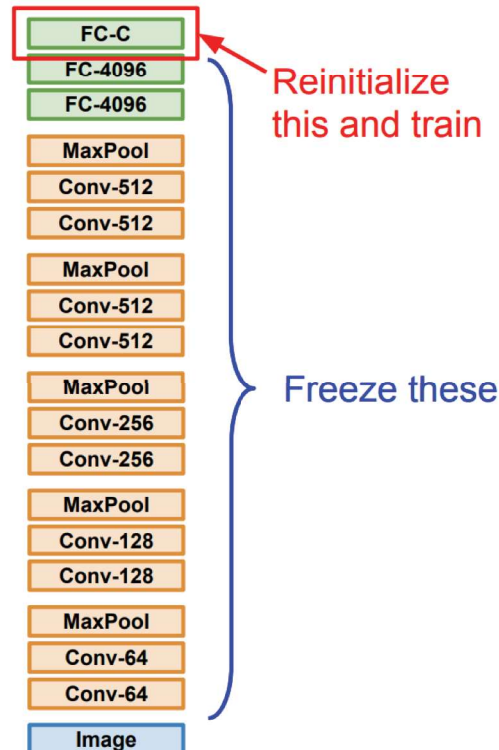 FC-C
FC-4096
FC-4096
Reinitialize
this and train
MaxPool
Conv-512
Conv-512
MaxPool
Conv-512
Conv-512
MaxPool
Conv-256
Conv-256
Freeze these
MaxPool
Conv-128
Conv-128
MaxPool
Conv-64
Conv-64
Image